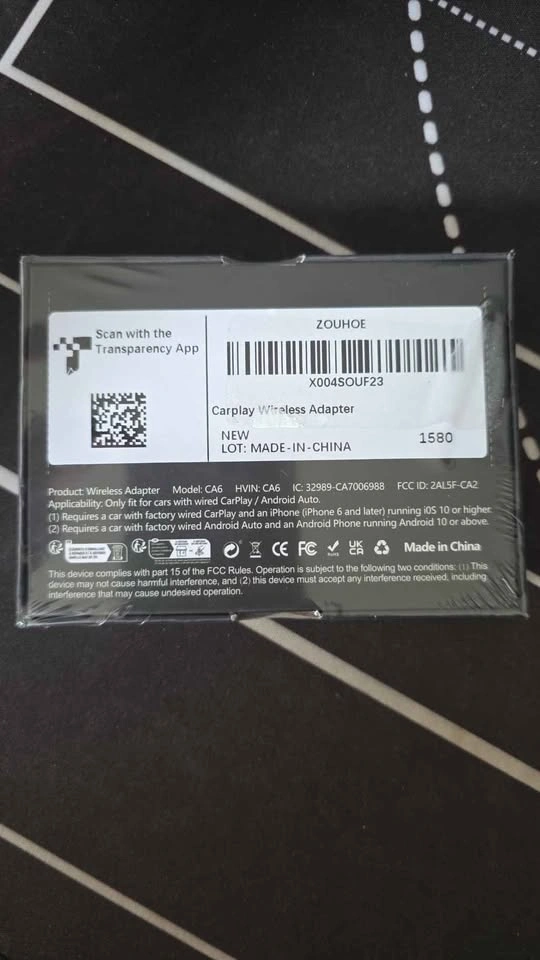 Scan with the
Transparency App
ZOUHOE
X004SOUF23
Carplay Wireless Adapter
NEW
LOT: MADE-IN-CHINA
1580
Product: Wireless Adapter Model: CA6 HVIN: CA6 IC: 32989-CA7006988 FCC ID: 2AL5F-CA2
Applicability: Only fit for cars with wired CarPlay / Android Auto.
(1) Requires a car with factory wired CarPlay and an iPhone (iPhone 6 and later) running iOS 10 or higher.
(2) Requires a car with factory wired Android Auto and an Android Phone running Android 10 or above.
CE FC RoHS UK CA Made in China
This device complies with part 15 of the FCC Rules. Operation is subject to the following two conditions: (1) This
device may not cause harmful interference, and (2) this device must accept any interference received, including
interference that may cause undesired operation.